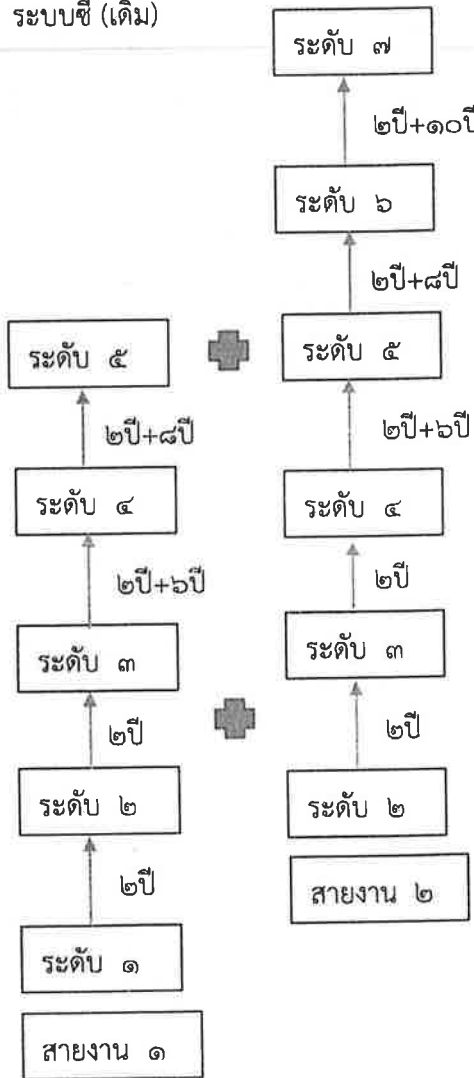 ระบบซี (เดิม)
ระดับ ๗
๒ปี+๑๐ปี
ระดับ ๖
๒ปี+๘ปี
ระดับ ๕
ระดับ ๕
๒ปี+๘ปี
๒ปี+๖ปี
ระดับ ๔
ระดับ ๔
๒ปี+๖ปี
๒ปี
ระดับ ๓
ระดับ ๓
๒ปี
๒ปี
ระดับ ๒
ระดับ ๒
๒ปี
สายงาน ๒
ระดับ ๑
สายงาน ๑